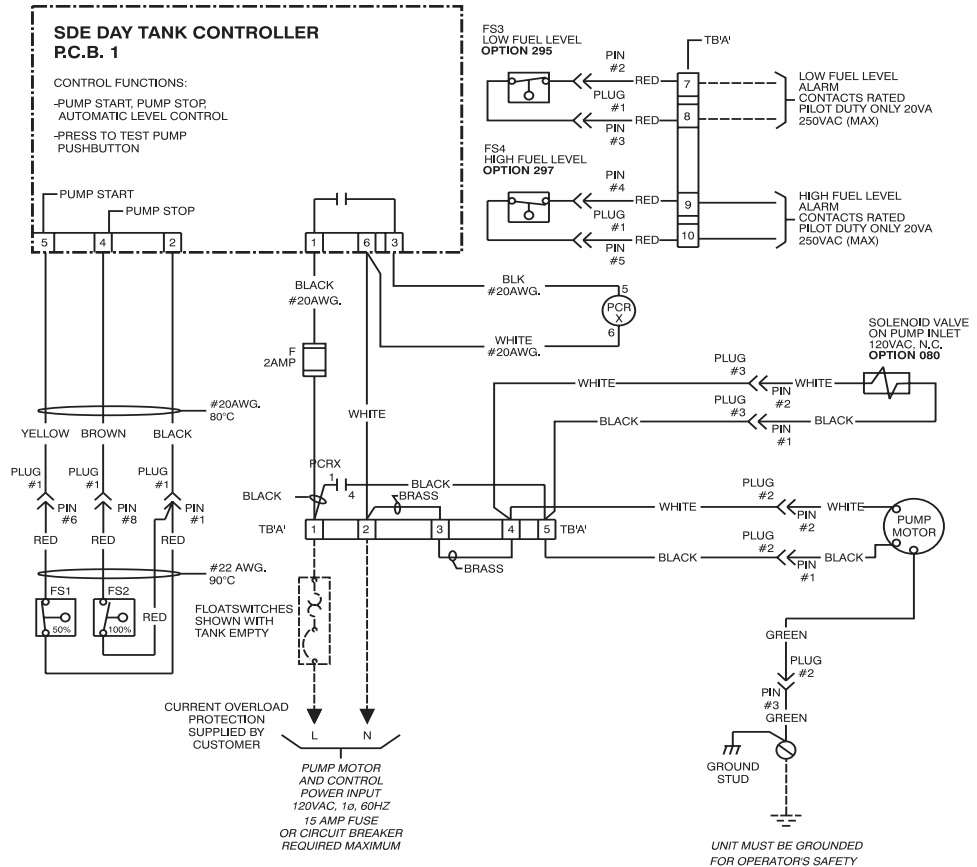 SDE DAY TANK CONTROLLER
P.C.B. 1
CONTROL FUNCTIONS:
-PUMP START, PUMP STOP,
AUTOMATIC LEVEL CONTROL
-PRESS TO TEST PUMP
PUSHBUTTON
PUMP START
PUMP STOP
5
4
2
1
6
3
FS3
LOW FUEL LEVEL
OPTION 295
PIN
#2
RED
PLUG
#1
RED
PIN
#3
TB'A'
7
8
LOW FUEL LEVEL
ALARM
CONTACTS RATED
PILOT DUTY ONLY 20VA
250VAC (MAX)
FS4
HIGH FUEL LEVEL
OPTION 297
PIN
#4
RED
PLUG
#1
RED
PIN
#5
9
10
HIGH FUEL LEVEL
ALARM
CONTACTS RATED
PILOT DUTY ONLY 20VA
250VAC (MAX)
BLACK
#20AWG.
BLK
#20AWG.
5
PCR
X
6
WHITE
#20AWG.
F
2AMP
SOLENOID VALVE
ON PUMP INLET
120VAC, N.C.
OPTION 080
PLUG
#3
WHITE
WHITE
PIN
#2
PLUG
#3
BLACK
BLACK
PIN
#1
#20AWG.
80°C
WHITE
YELLOW
BROWN
BLACK
PLUG
#1
PLUG
#1
PLUG
#1
PIN
#6
PIN
#8
PIN
#1
RED
RED
RED
#22 AWG.
90°C
FS1
50%
FS2
100%
RED
PCRX
1
4
BLACK
BLACK
BRASS
TB'A'
1
2
3
4
5
TB'A'
BRASS
PLUG
#2
WHITE
WHITE
PIN
#2
PLUG
#2
BLACK
BLACK
PIN
#1
PUMP
MOTOR
FLOATSWITCHES
SHOWN WITH
TANK EMPTY
GREEN
PLUG
#2
PIN
#3
GREEN
GROUND
STUD
CURRENT OVERLOAD
PROTECTION
SUPPLIED BY
CUSTOMER
L
N
PUMP MOTOR
AND CONTROL
POWER INPUT
120VAC, 1ø, 60HZ
15 AMP FUSE
OR CIRCUIT BREAKER
REQUIRED MAXIMUM
UNIT MUST BE GROUNDED
FOR OPERATOR'S SAFETY